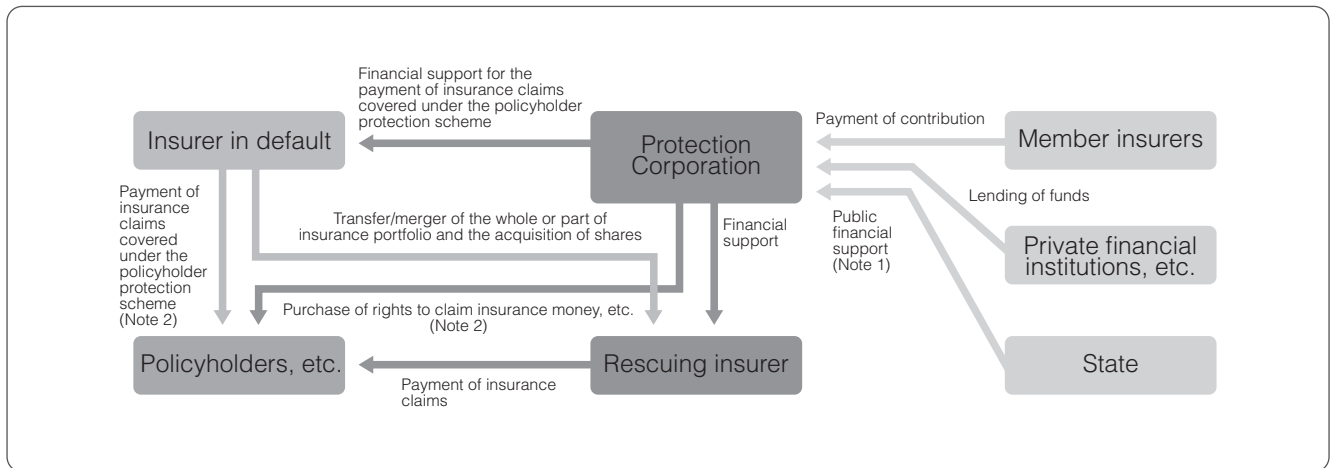 Financial support for the
payment of insurance claims
covered under the policyholder
protection scheme
Insurer in default
Protection
Corporation
Payment of contribution
Member insurers
Payment of
insurance
claims
covered
under the
policyholder
protection
scheme
(Note 2)
Transfer/merger of the whole or part of
insurance portfolio and the acquisition of shares
Financial
support
Public
financial
support
(Note 1)
Lending of funds
Private financial
institutions, etc.
Purchase of rights to claim insurance money, etc.
(Note 2)
Policyholders, etc.
Payment of insurance
claims
Rescuing insurer
State